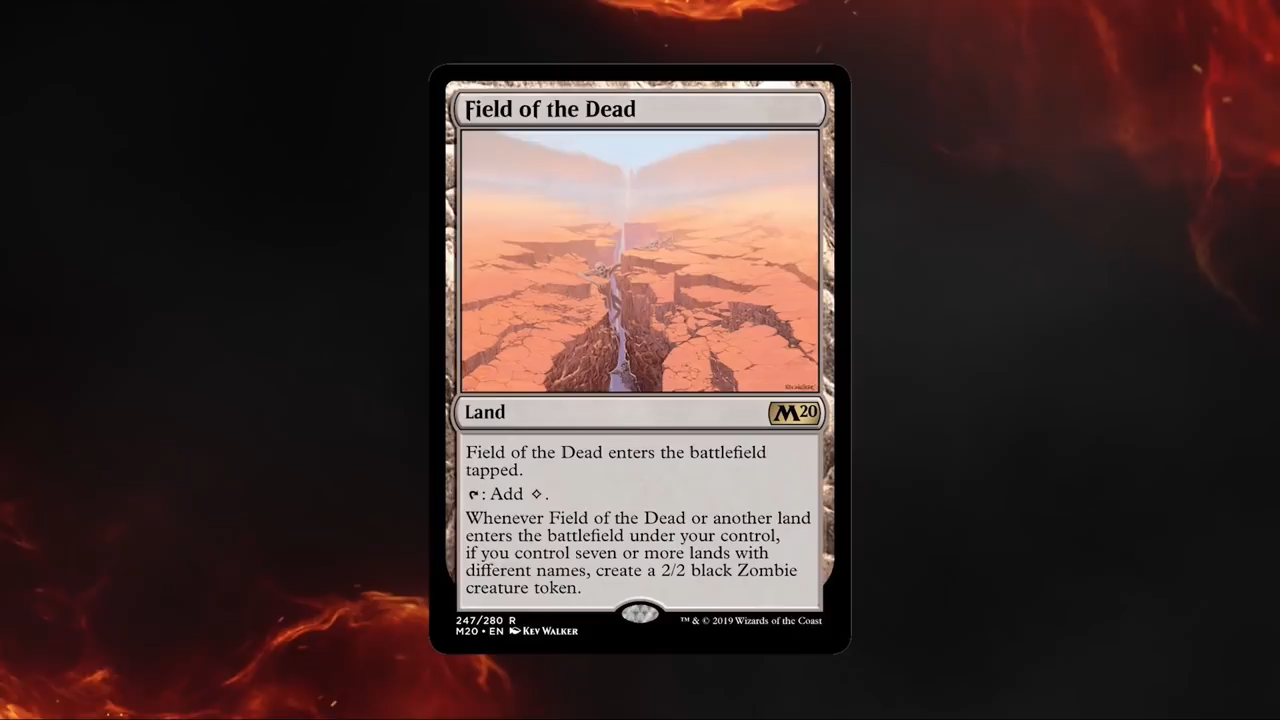 Field of the Dead
Kev Walker
Land
M20
Field of the Dead enters the battlefield
tapped.
: Add .
Whenever Field of the Dead or another land
enters the battlefield under your control,
if you control seven or more lands with
different names, create a 2/2 black Zombie
creature token.
247/280 R
M20 • EN Kev Walker
™ & © 2019 Wizards of the Coast